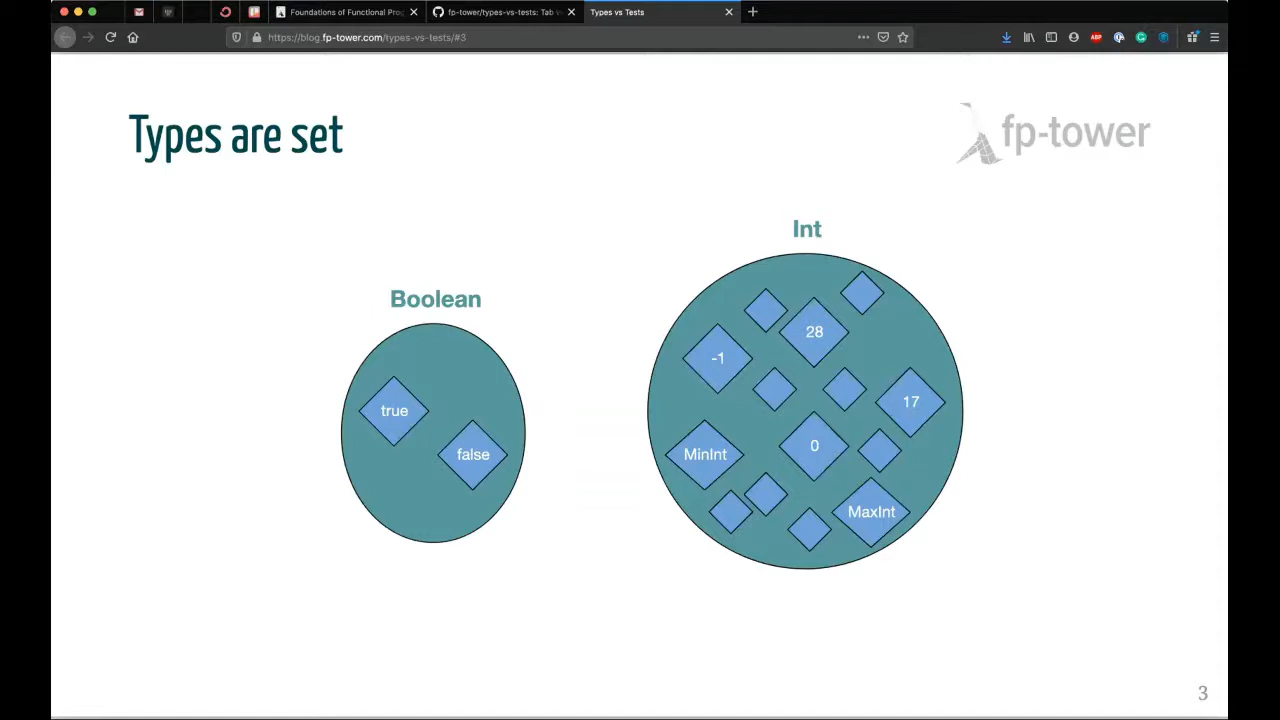 Foundations of Functional Prog
fp-tower/types-vs-tests: Tab v
Types vs Tests
https://blog.fp-tower.com/types-vs-tests/#3
ABP
Types are set
fp-tower
Int
Boolean
28
-1
true
17
false
MinInt
0
MaxInt
3